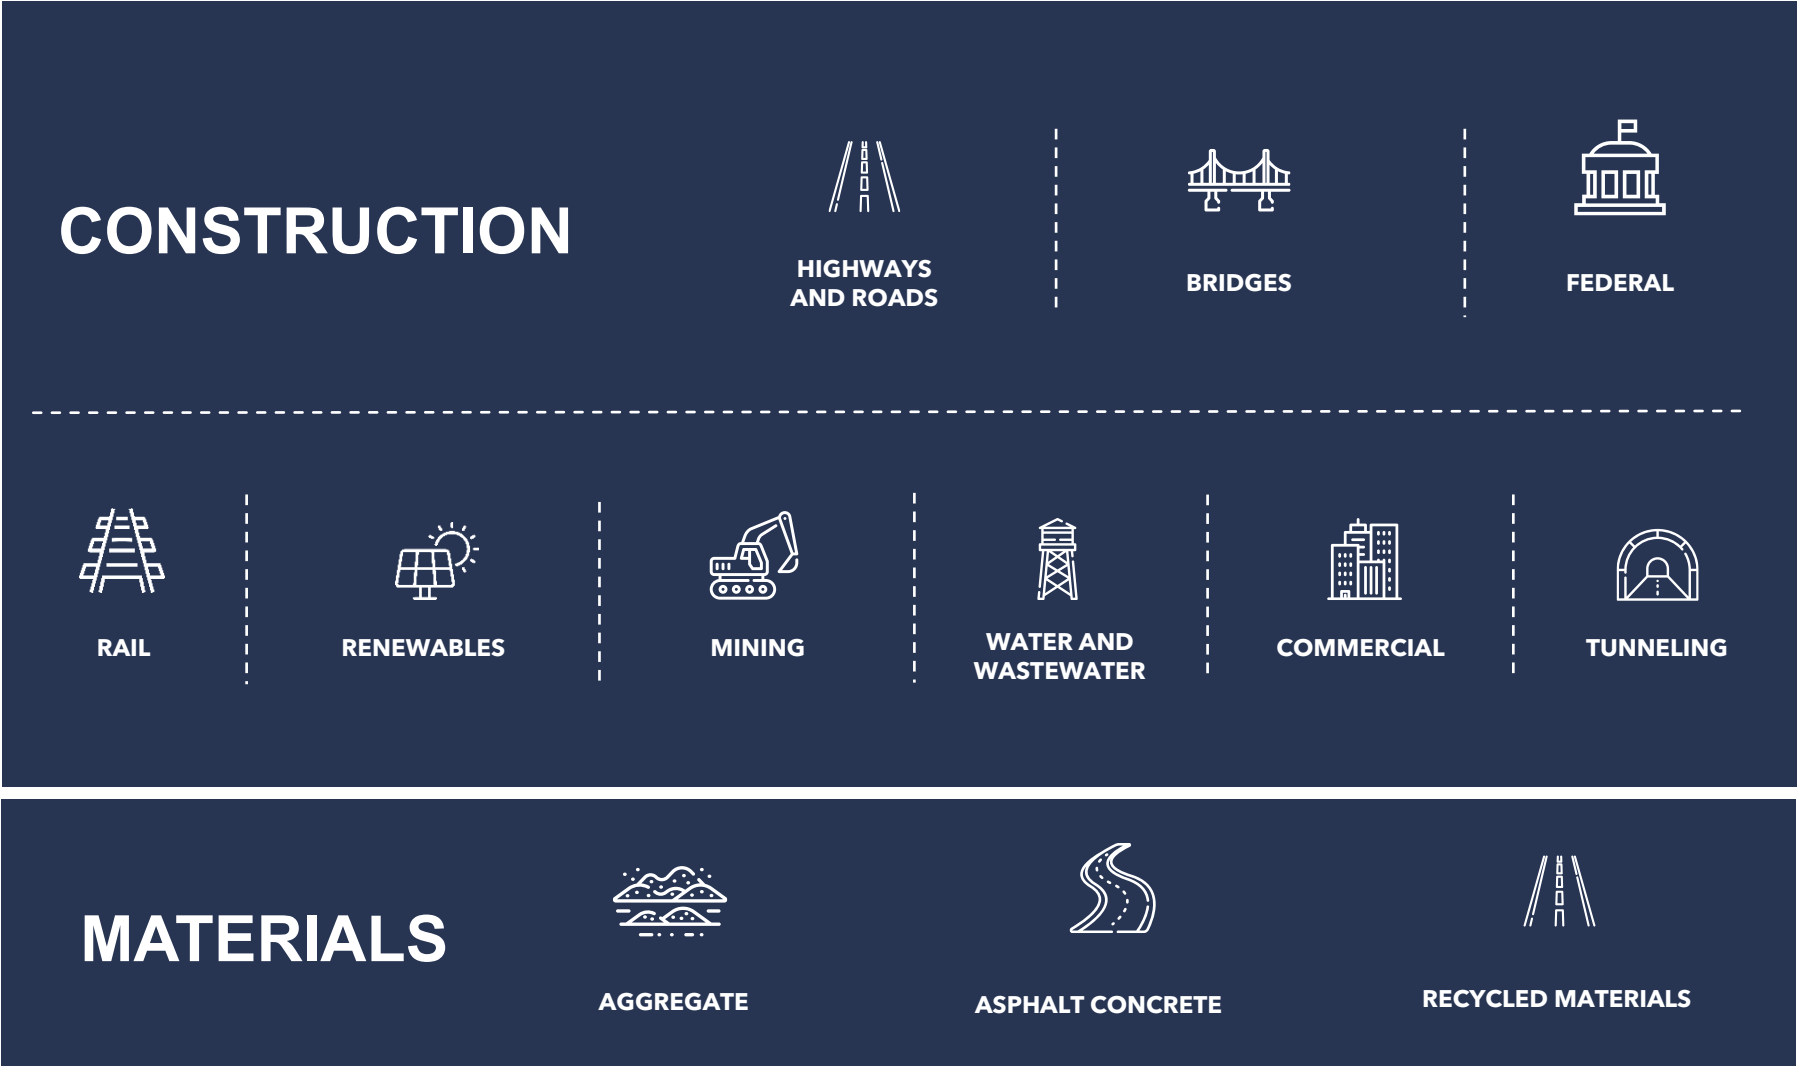 CONSTRUCTION
HIGHWAYS
AND ROADS
BRIDGES
FEDERAL
RAIL
RENEWABLES
MINING
WATER AND
WASTEWATER
COMMERCIAL
TUNNELING
MATERIALS
AGGREGATE
ASPHALT CONCRETE
RECYCLED MATERIALS